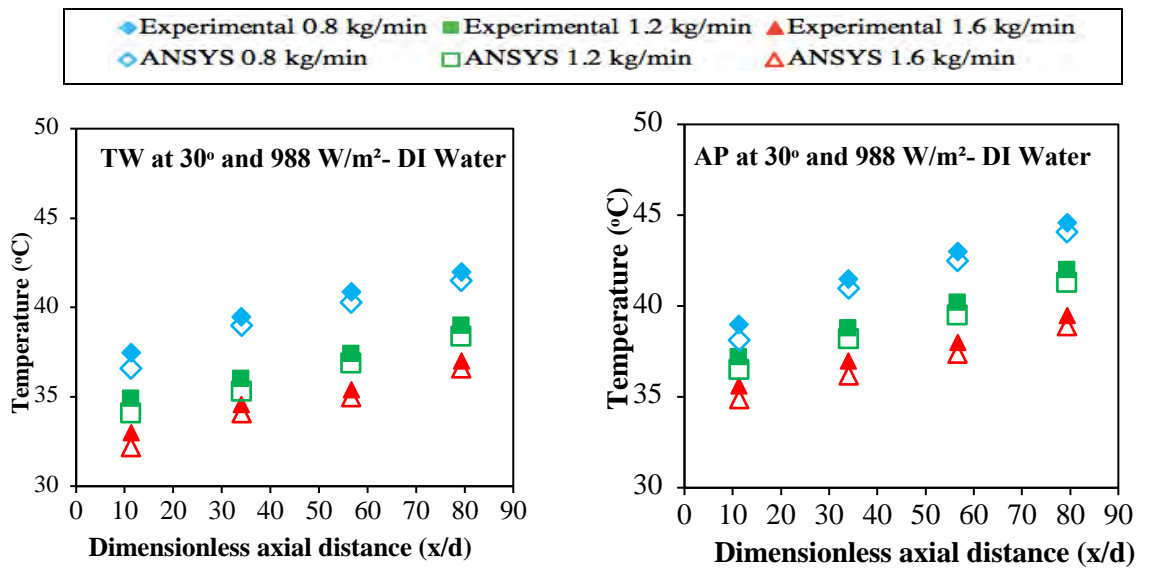 Experimental 0.8 kg/min Experimental 1.2 kg/min Experimental 1.6 kg/min
ANSYS 0.8 kg/min ANSYS 1.2 kg/min ANSYS 1.6 kg/min
TW at 30º and 988 W/m²- DI Water
Temperature (ºC)
50
45
40
35
30
0 10 20 30 40 50 60 70 80 90
Dimensionless axial distance (x/d)
AP at 30º and 988 W/m²- DI Water
Temperature (ºC)
50
45
40
35
30
0 10 20 30 40 50 60 70 80 90
Dimensionless axial distance (x/d)